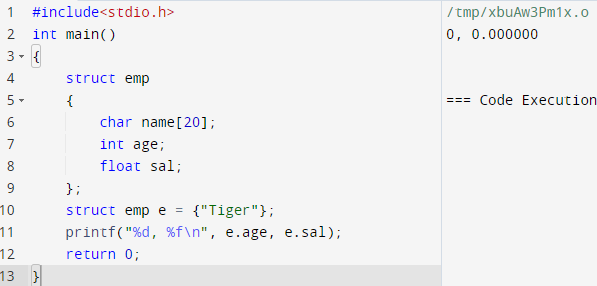 1 #include<stdio.h> /tmp/xbuAw3Pm1x.o
2 int main() 0, 0.000000
3 {
4 struct emp
5 { === Code Execution
6 char name[20];
7 int age;
8 float sal;
9 };
10 struct emp e = {"Tiger"};
11 printf("%d, %f\n", e.age, e.sal);
12 return 0;
13 }